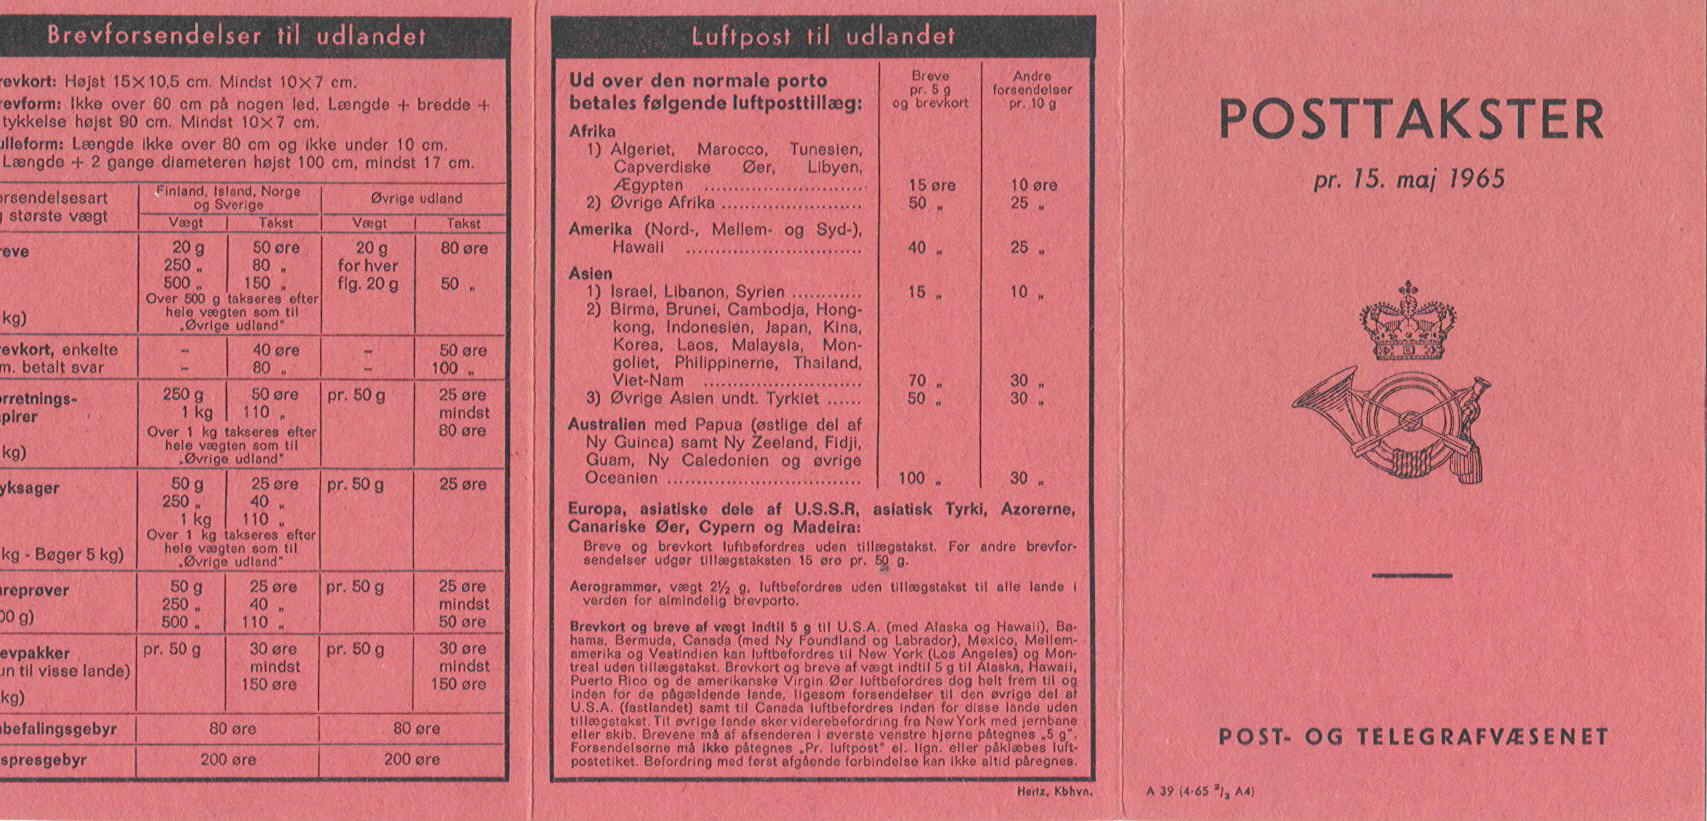 Brevforsendelser til udlandet
revkort: Højst 15×10,5 cm. Mindst 10×7 cm.
revform: Ikke over 60 cm på nogen led. Længde + bredde +
tykkelse højst 90 cm. Mindst 10×7 cm.
ulleform: Længde ikke over 80 cm og ikke under 10 cm.
Længde + 2 gange diameteren højst 100 cm, mindst 17 cm.
orsendelsesart Finland, Island, Norge Øvrige udland
g største vægt og Sverige
Vægt Takst Vægt Takst
reve 20 g 50 øre 20 g 80 øre
250 „ 80 „ for hver
500 „ 150 „ flg. 20 g 50 „
Over 500 g takseres efter
hele vægten som til
kg) „Øvrige udland"
revkort, enkelte – 40 øre – 50 øre
m. betalt svar – 80 „ – 100 „
orretnings- 250 g 50 øre pr. 50 g 25 øre
apirer 1 kg 110 „ mindst
Over 1 kg takseres efter 80 øre
hele vægten som til
kg) „Øvrige udland"
yksager 50 g 25 øre pr. 50 g 25 øre
250 „ 40 „
1 kg 110 „
Over 1 kg takseres efter
kg - Bøger 5 kg) hele vægten som til
„Øvrige udland"
areprøver 50 g 25 øre pr. 50 g 25 øre
250 „ 40 „ mindst
00 g) 500 „ 110 „ 50 øre
evpakker pr. 50 g 30 øre pr. 50 g 30 øre
un til visse lande) mindst mindst
kg) 150 øre 150 øre
nbefalingsgebyr 80 øre 80 øre
spresgebyr 200 øre 200 øre
Luftpost til udlandet
Ud over den normale porto
betales følgende luftposttillæg:
Breve
pr. 5 g
og brevkort
Andre
forsendelser
pr. 10 g
Afrika
1) Algeriet, Marocco, Tunesien,
Capverdiske Øer, Libyen,
Ægypten ........................... 15 øre 10 øre
2) Øvrige Afrika ........................ 50 „ 25 „
Amerika (Nord-, Mellem- og Syd-),
Hawaii .............................. 40 „ 25 „
Asien
1) Israel, Libanon, Syrien ............ 15 „ 10 „
2) Birma, Brunei, Cambodja, Hong-
kong, Indonesien, Japan, Kina,
Korea, Laos, Malaysia, Mon-
goliet, Philippinerne, Thailand,
Viet-Nam ........................... 70 „ 30 „
3) Øvrige Asien undt. Tyrkiet ...... 50 „ 30 „
Australien med Papua (østlige del af
Ny Guinea) samt Ny Zeeland, Fidji,
Guam, Ny Caledonien og øvrige
Oceanien ................................. 100 „ 30 „
Europa, asiatiske dele af U.S.S.R, asiatisk Tyrki, Azorerne,
Canariske Øer, Cypern og Madeira:
Breve og brevkort luftbefordres uden tillægstakst. For andre brevfor-
sendelser udgør tillægstaksten 15 øre pr. 50 g.
Aerogrammer, vægt 2½ g, luftbefordres uden tillægstakst til alle lande i
verden for almindelig brevporto.
Brevkort og breve af vægt indtil 5 g til U.S.A. (med Alaska og Hawaii), Ba-
hama, Bermuda, Canada (med Ny Foundland og Labrador), Mexico, Mellem-
amerika og Vestindien kan luftbefordres til New York (Los Angeles) og Mon-
treal uden tillægstakst. Brevkort og breve af vægt indtil 5 g til Alaska, Hawaii,
Puerto Rico og de amerikanske Virgin Øer luftbefordres dog helt frem til og
inden for de pågældende lande, ligesom forsendelser til den øvrige del af
U.S.A. (fastlandet) samt til Canada luftbefordres inden for disse lande uden
tillægstakst. Til øvrige lande sker viderebefordring fra New York med jernbane
eller skib. Brevene må af afsenderen i øverste venstre hjørne påtegnes „5 g".
Forsendelserne må ikke påtegnes „Pr. luftpost" el. lign. eller påklæbes luft-
postetiket. Befordring med først afgående forbindelse kan ikke altid påregnes.
Hertz, Kbhvn.
POSTTAKSTER
pr. 15. maj 1965
POST- OG TELEGRAFVÆSENET
A 39 (4-65 2/3 A4)